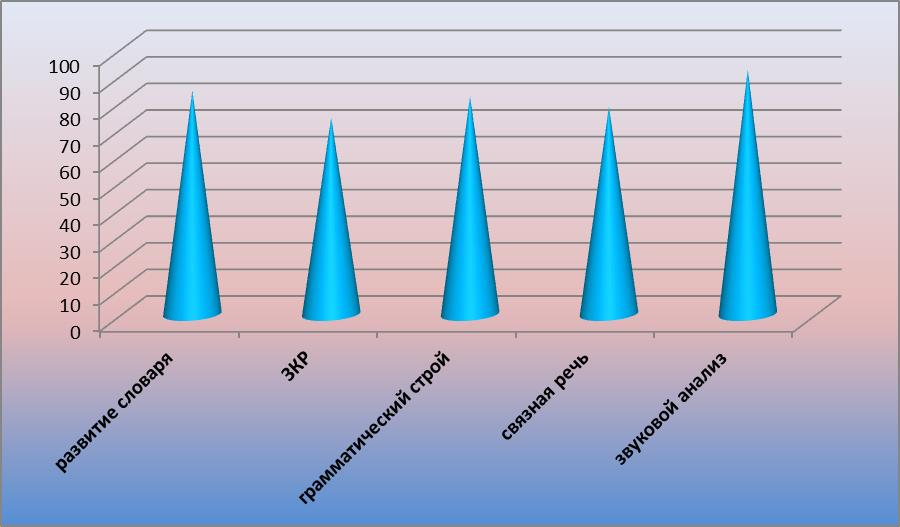 100
90
80
70
60
50
40
30
20
10
0
развитие словаря
ЗКР
грамматический строй
связная речь
звуковой анализ